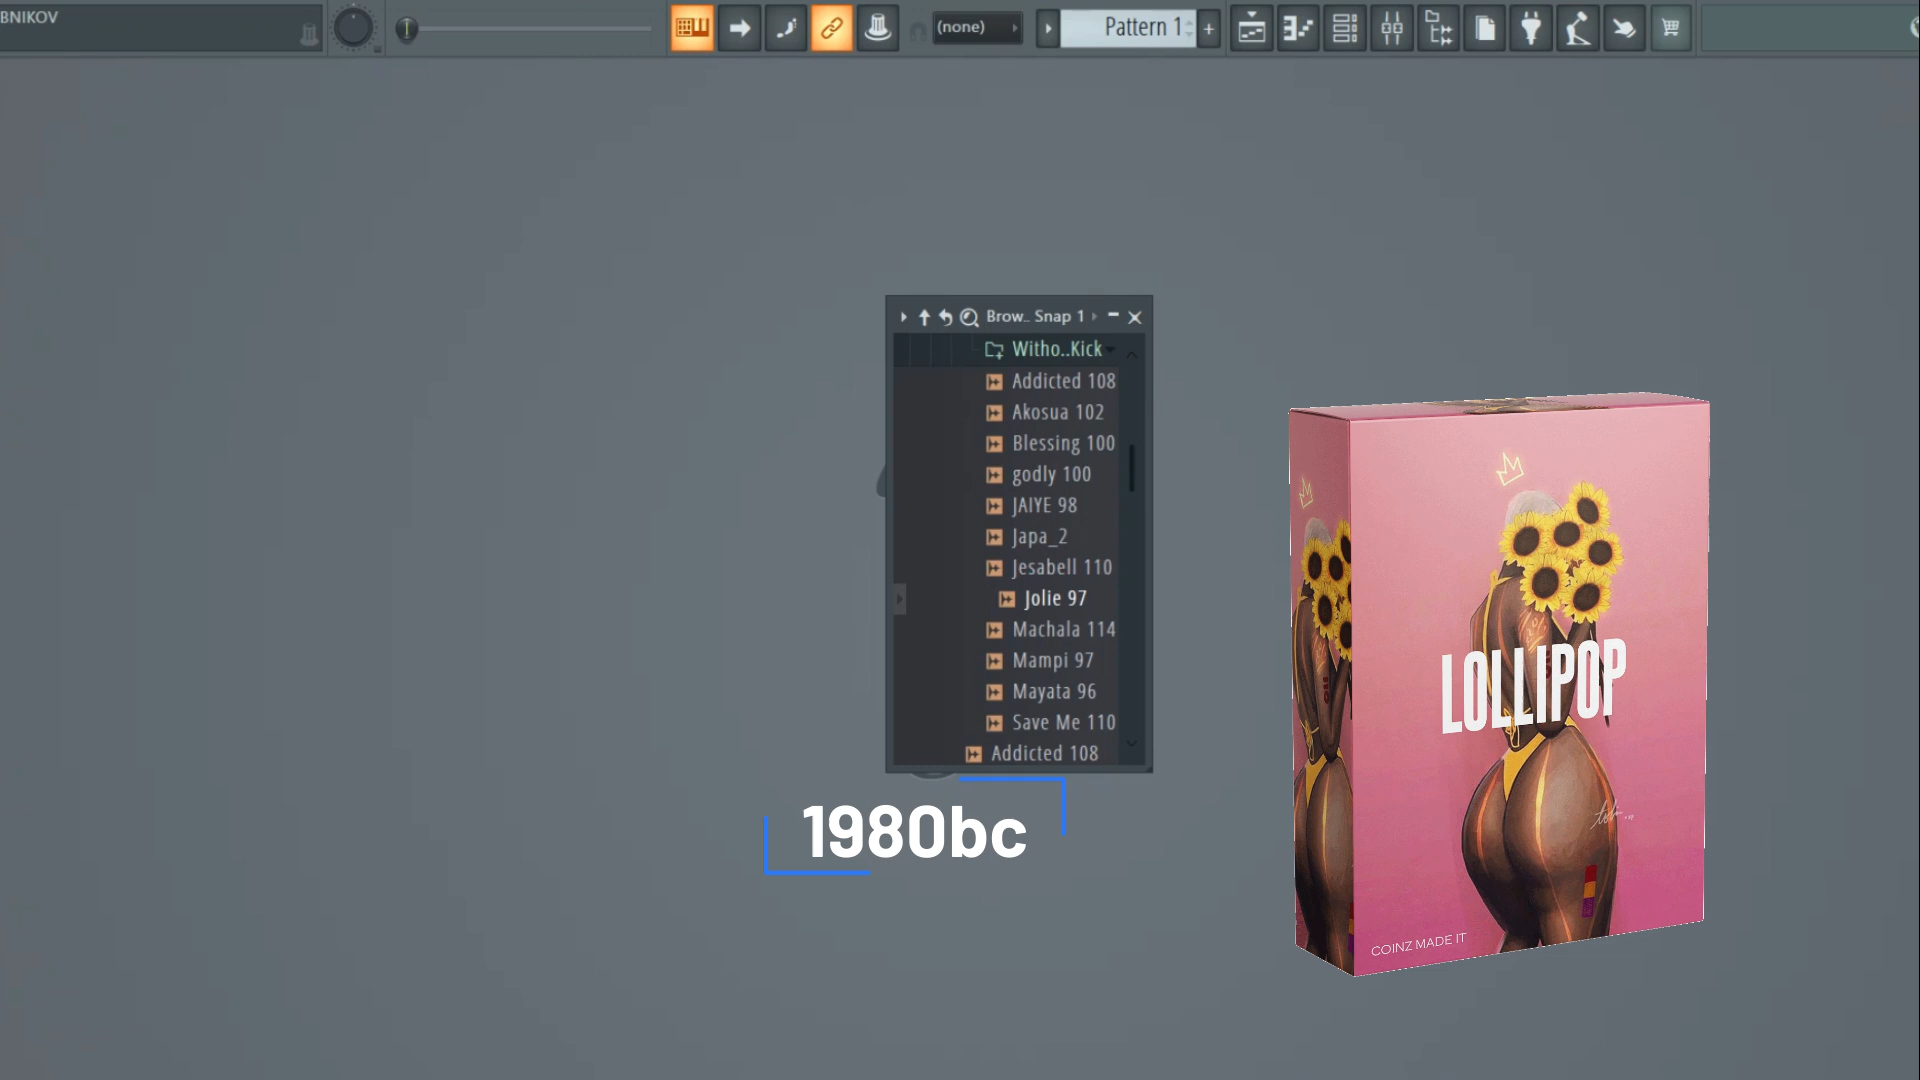 BNIKOV
(none)
Pattern 1
+
Brow.. Snap 1
Witho..Kick
Addicted 108
Akosua 102
Blessing 100
godly 100
JAIYE 98
Japa_2
Jesabell 110
Jolie 97
Machala 114
Mampi 97
Mayata 96
Save Me 110
Addicted 108
1980bc
LOLLIPOP
COINZ MADE IT